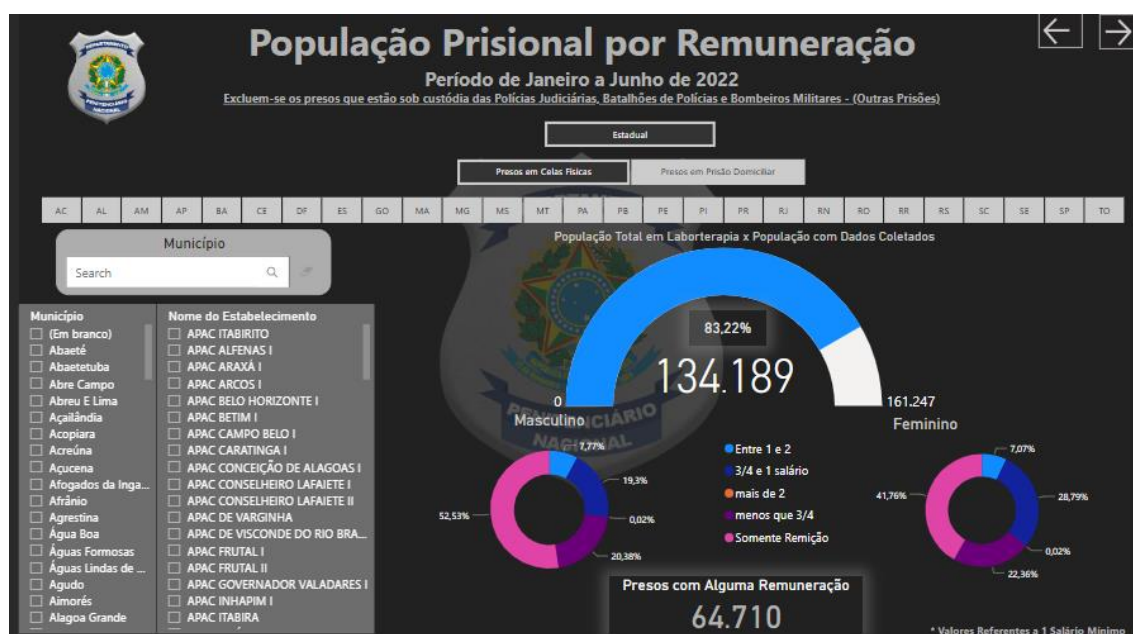 População Prisional por Remuneração
Período de Janeiro a Junho de 2022
Excluem-se os presos que estão sob custódia das Polícias Judiciárias, Batalhões de Polícias e Bombeiros Militares - (Outras Prisões)
DEPARTAMENTO
PENITENCIÁRIO
NACIONAL
Estadual
Presos em Celas Físicas
Presos em Prisão Domiciliar
AC AL AM AP BA CE DF ES GO MA MG MS MT PA PB PE PI PR RJ RN RO RR RS SC SE SP TO
Município
Search
População Total em Laborterapia x População com Dados Coletados
83,22%
134.189
0
161.247
PENITENCIÁRIO
NACIONAL
Município
(Em branco)
Abaeté
Abaetetuba
Abre Campo
Abreu E Lima
Açailândia
Acopiara
Acreúna
Açucena
Afogados da Inga...
Afrânio
Agrestina
Água Boa
Águas Formosas
Águas Lindas de ...
Agudo
Aimorés
Alagoa Grande
Nome do Estabelecimento
APAC ITABIRITO
APAC ALFENAS I
APAC ARAXÁ I
APAC ARCOS I
APAC BELO HORIZONTE I
APAC BETIM I
APAC CAMPO BELO I
APAC CARATINGA I
APAC CONCEIÇÃO DE ALAGOAS I
APAC CONSELHEIRO LAFAIETE I
APAC CONSELHEIRO LAFAIETE II
APAC DE VARGINHA
APAC DE VISCONDE DO RIO BRA...
APAC FRUTAL I
APAC FRUTAL II
APAC GOVERNADOR VALADARES I
APAC INHAPIM I
APAC ITABIRA
Masculino
7,77%
19,3%
0,02%
20,38%
52,53%
Entre 1 e 2
3/4 e 1 salário
mais de 2
menos que 3/4
Somente Remição
Feminino
7,07%
28,79%
0,02%
22,36%
41,76%
Presos com Alguma Remuneração
64.710
* Valores Referentes a 1 Salário Mínimo